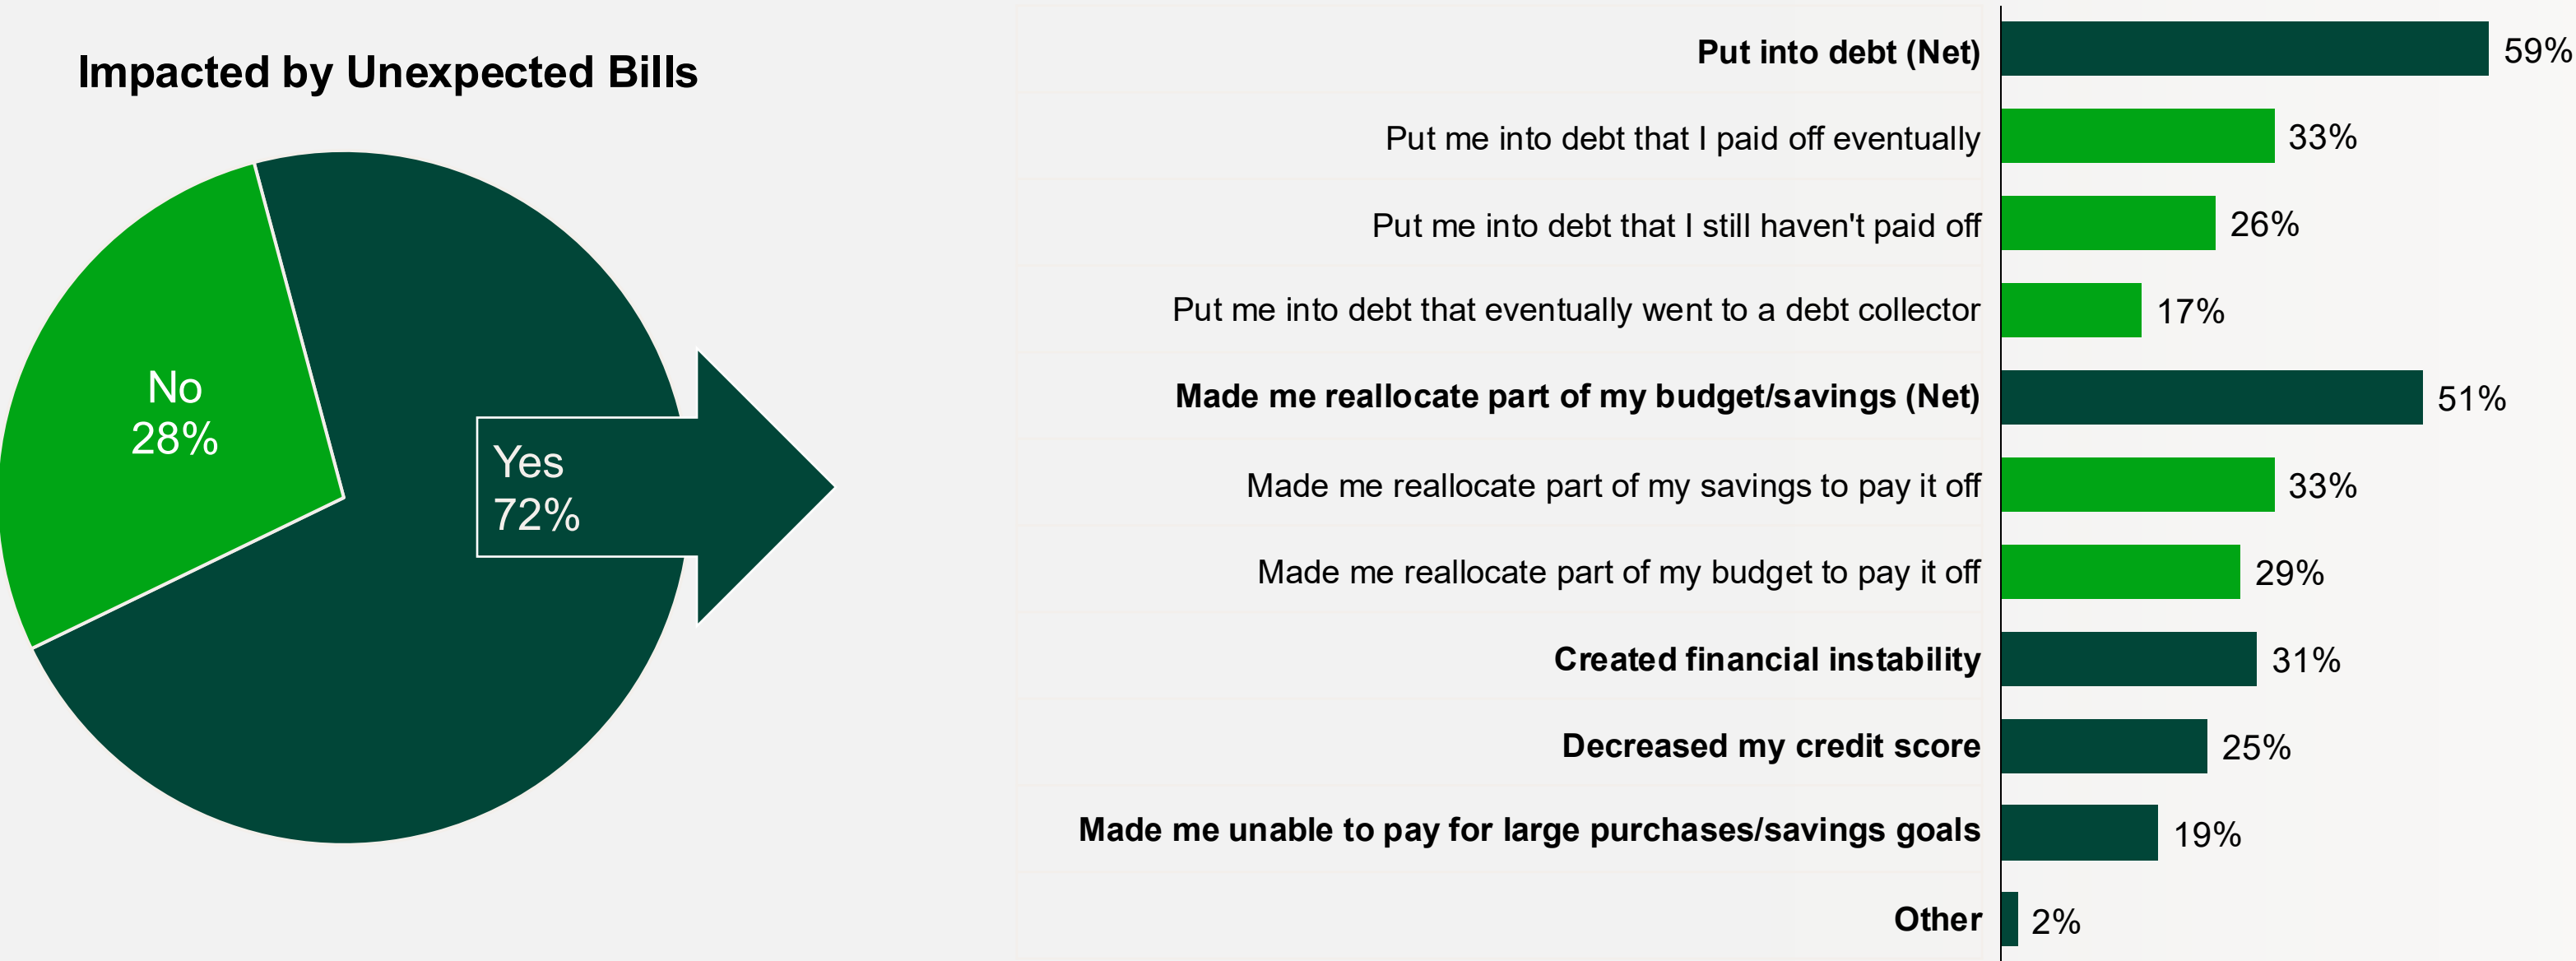 Impacted by Unexpected Bills
No
28%
Yes
72%
Put into debt (Net) 59%
Put me into debt that I paid off eventually 33%
Put me into debt that I still haven't paid off 26%
Put me into debt that eventually went to a debt collector 17%
Made me reallocate part of my budget/savings (Net) 51%
Made me reallocate part of my savings to pay it off 33%
Made me reallocate part of my budget to pay it off 29%
Created financial instability 31%
Decreased my credit score 25%
Made me unable to pay for large purchases/savings goals 19%
Other 2%